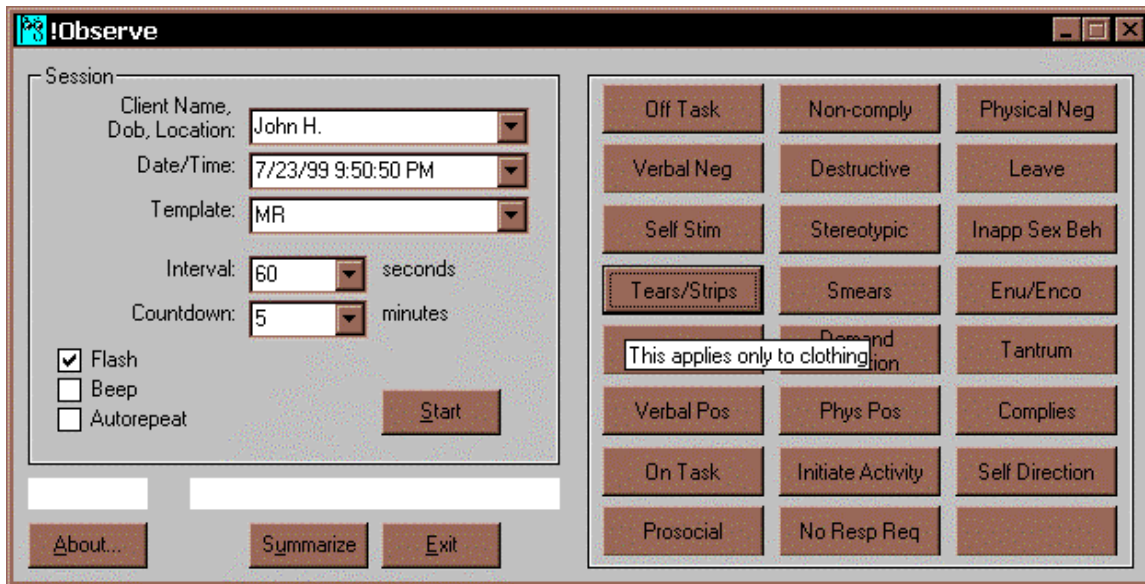 !Observe
Session
Client Name,
Dob, Location:
John H.
Date/Time:
7/23/99 9:50:50 PM
Template:
MR
Interval:
60
seconds
Countdown:
5
minutes
Flash
Beep
Autorepeat
Start
About...
Summarize
Exit
Off Task
Non-comply
Physical Neg
Verbal Neg
Destructive
Leave
Self Stim
Stereotypic
Inapp Sex Beh
Tears/Strips
Smears
Enu/Enco
This applies only to clothing
Tantrum
Verbal Pos
Phys Pos
Complies
On Task
Initiate Activity
Self Direction
Prosocial
No Resp Req